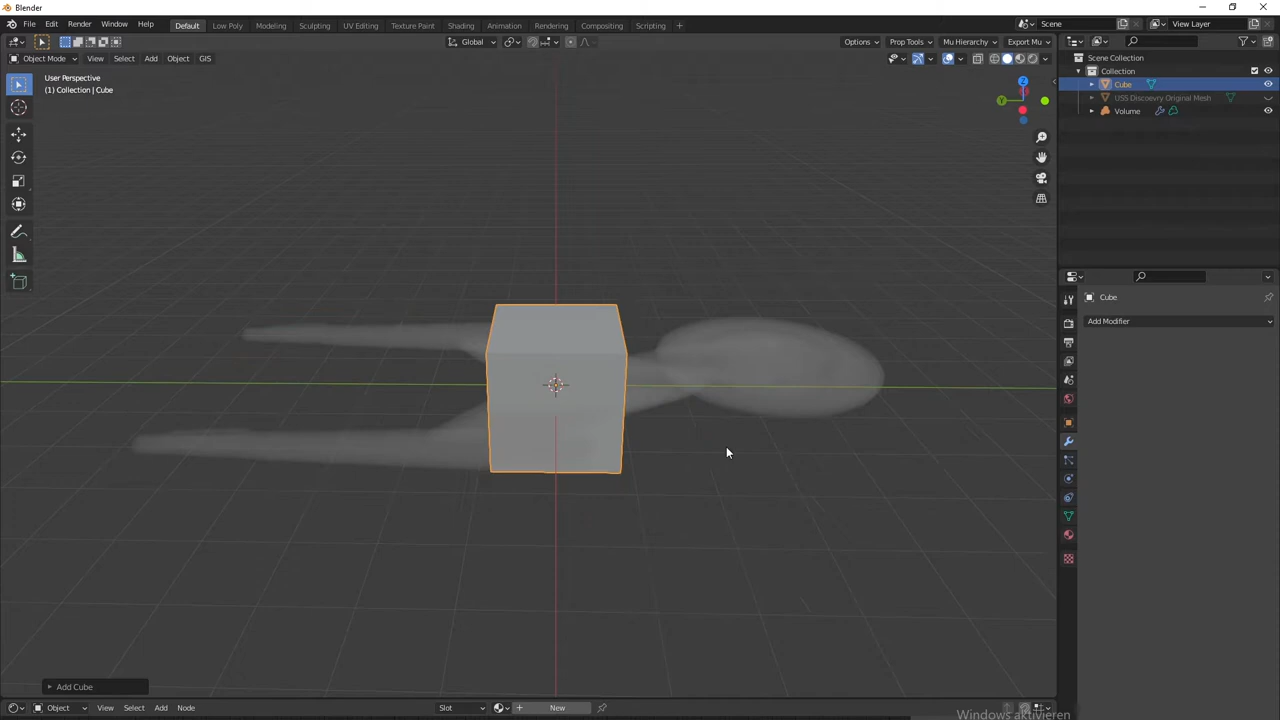 Blender
File Edit Render Window Help
Default Low Poly Modeling Sculpting UV Editing Texture Paint Shading Animation Rendering Compositing Scripting +
Scene View Layer
Global Options Prop Tools Mu Hierarchy Export Mu
Object Mode View Select Add Object GIS
User Perspective
(1) Collection | Cube
Z
Y
Scene Collection
Collection
Cube
USS Discoevry Original Mesh
Volume
Cube
Add Modifier
Add Cube
Object View Select Add Node Slot New
Windows aktivieren